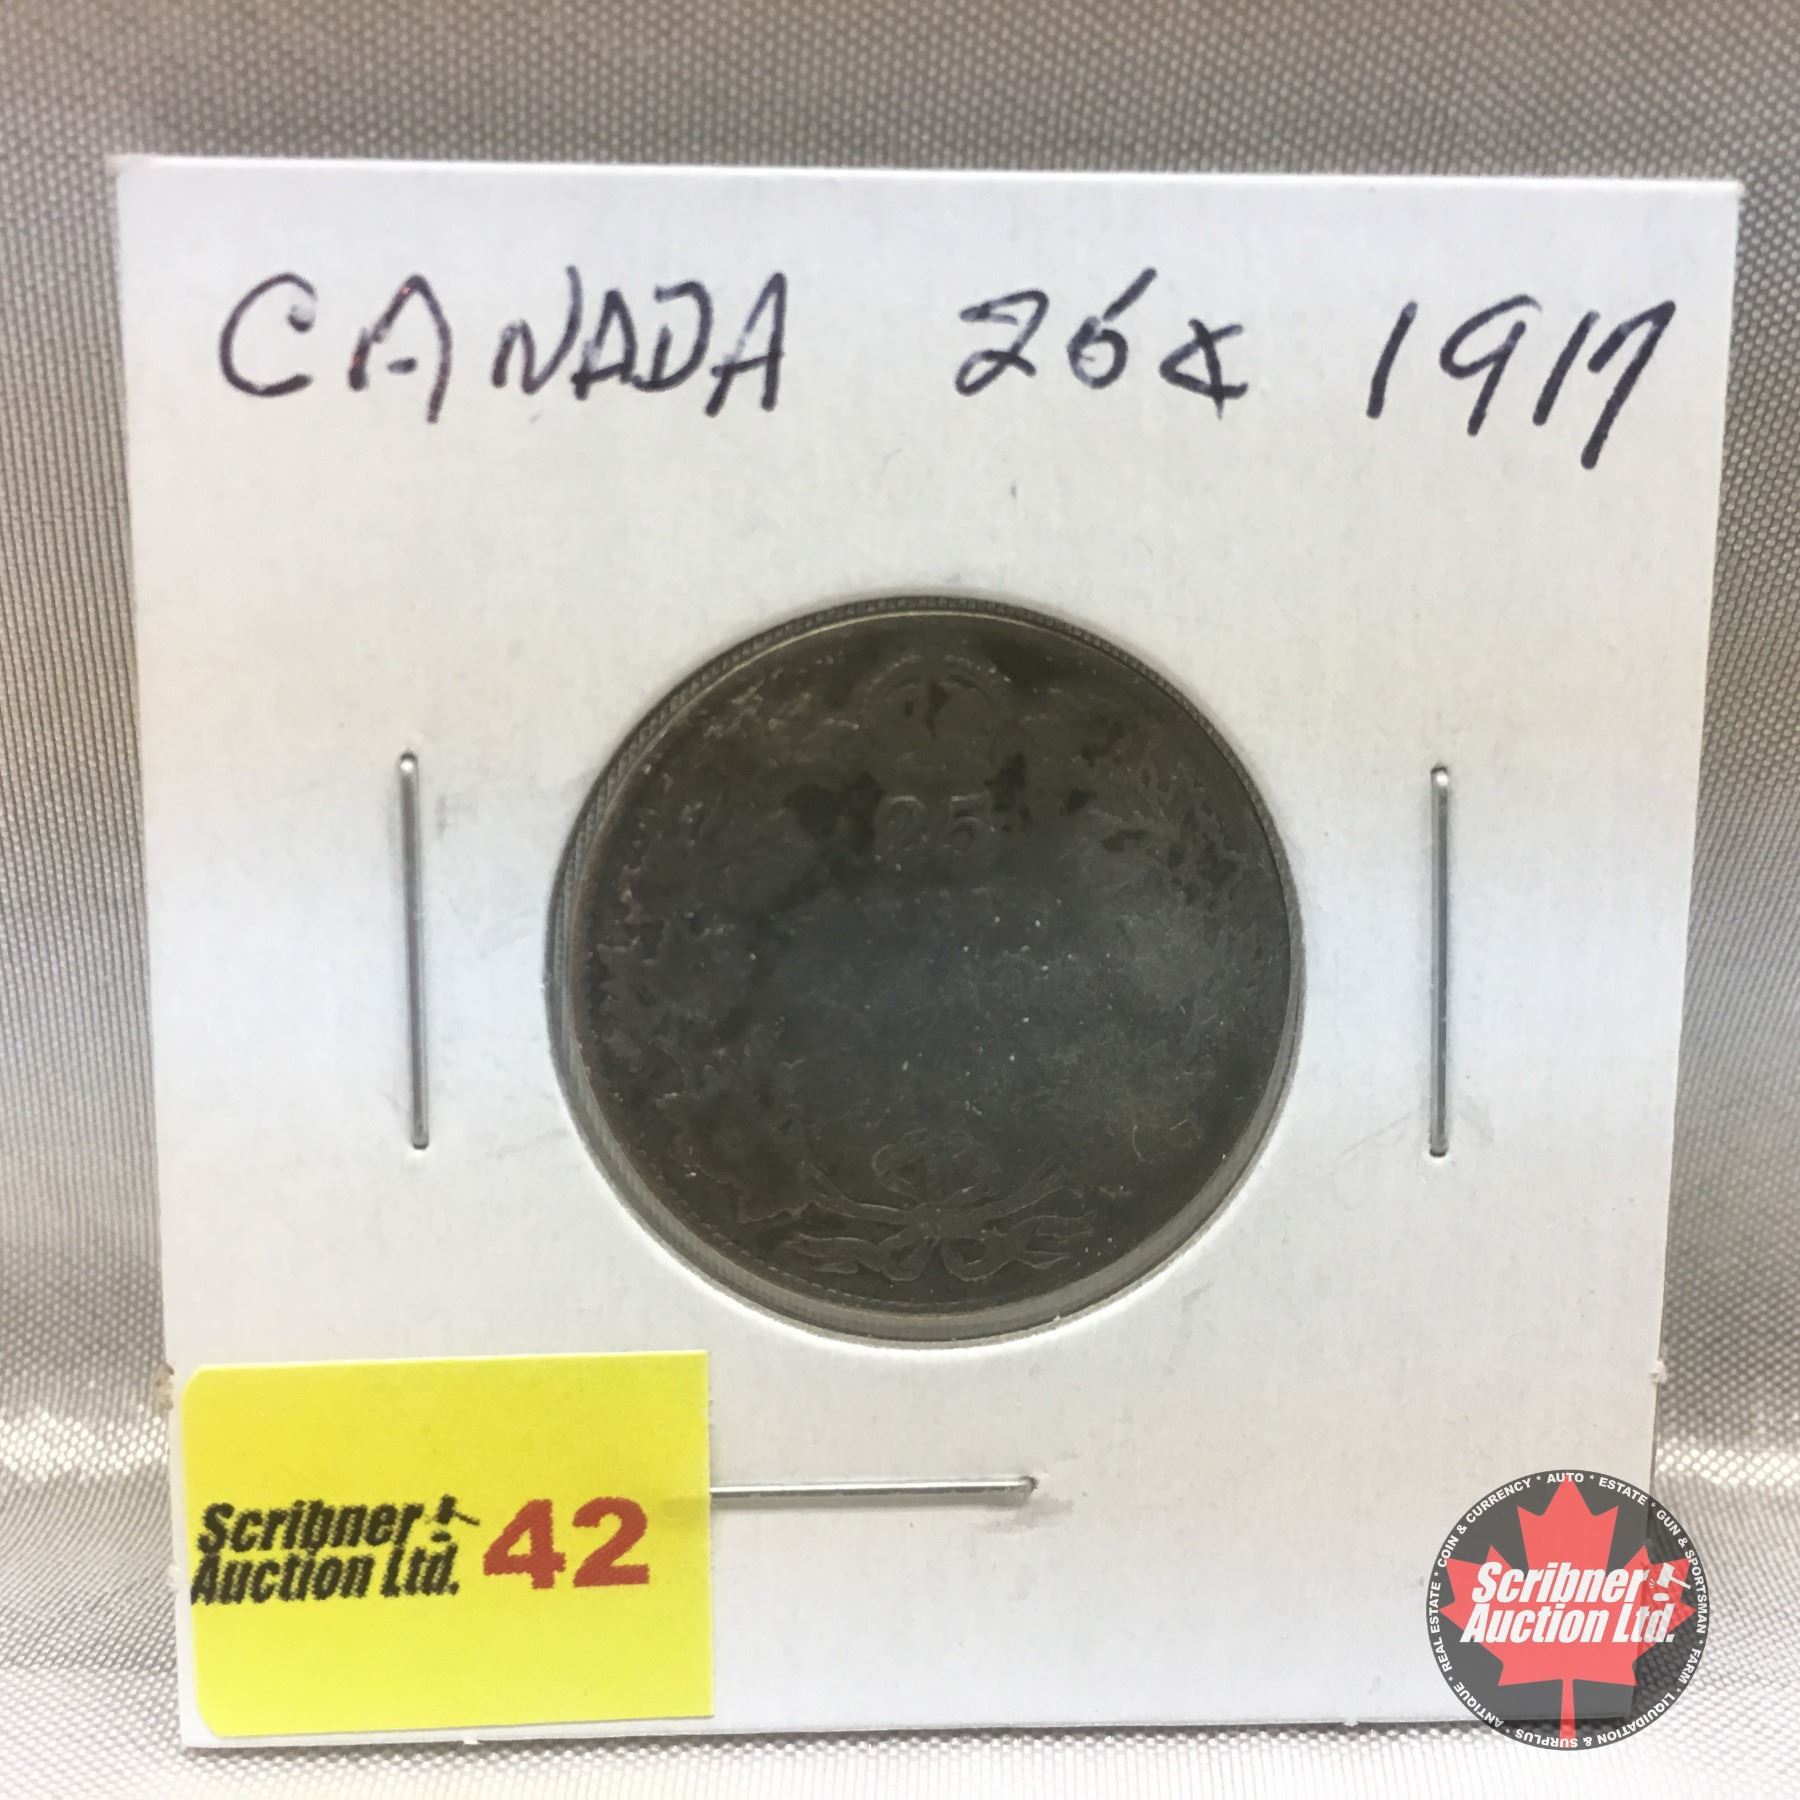 CANADA 25¢ 1917
25
Scribner
Auction Ltd. 42
COIN & CURRENCY * AUTO * ESTATE * GUN & SPORTSMAN * FARM * LIQUIDATION & SURPLUS * ANTIQUE * REAL ESTATE *
Scribner
Auction Ltd.